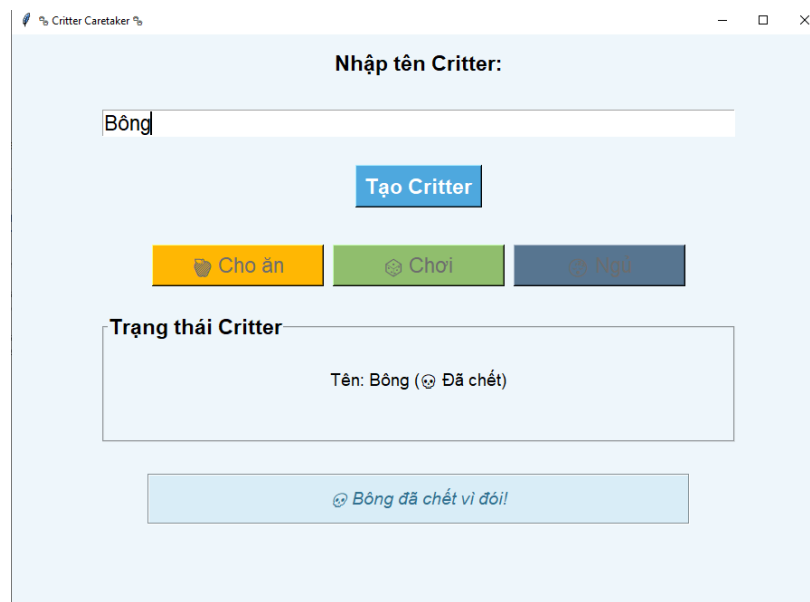 Critter Caretaker
Nhập tên Critter:
Bông
Tạo Critter
Cho ăn
Chơi
Ngủ
Trạng thái Critter
Tên: Bông (💀 Đã chết)
💀 Bông đã chết vì đói!